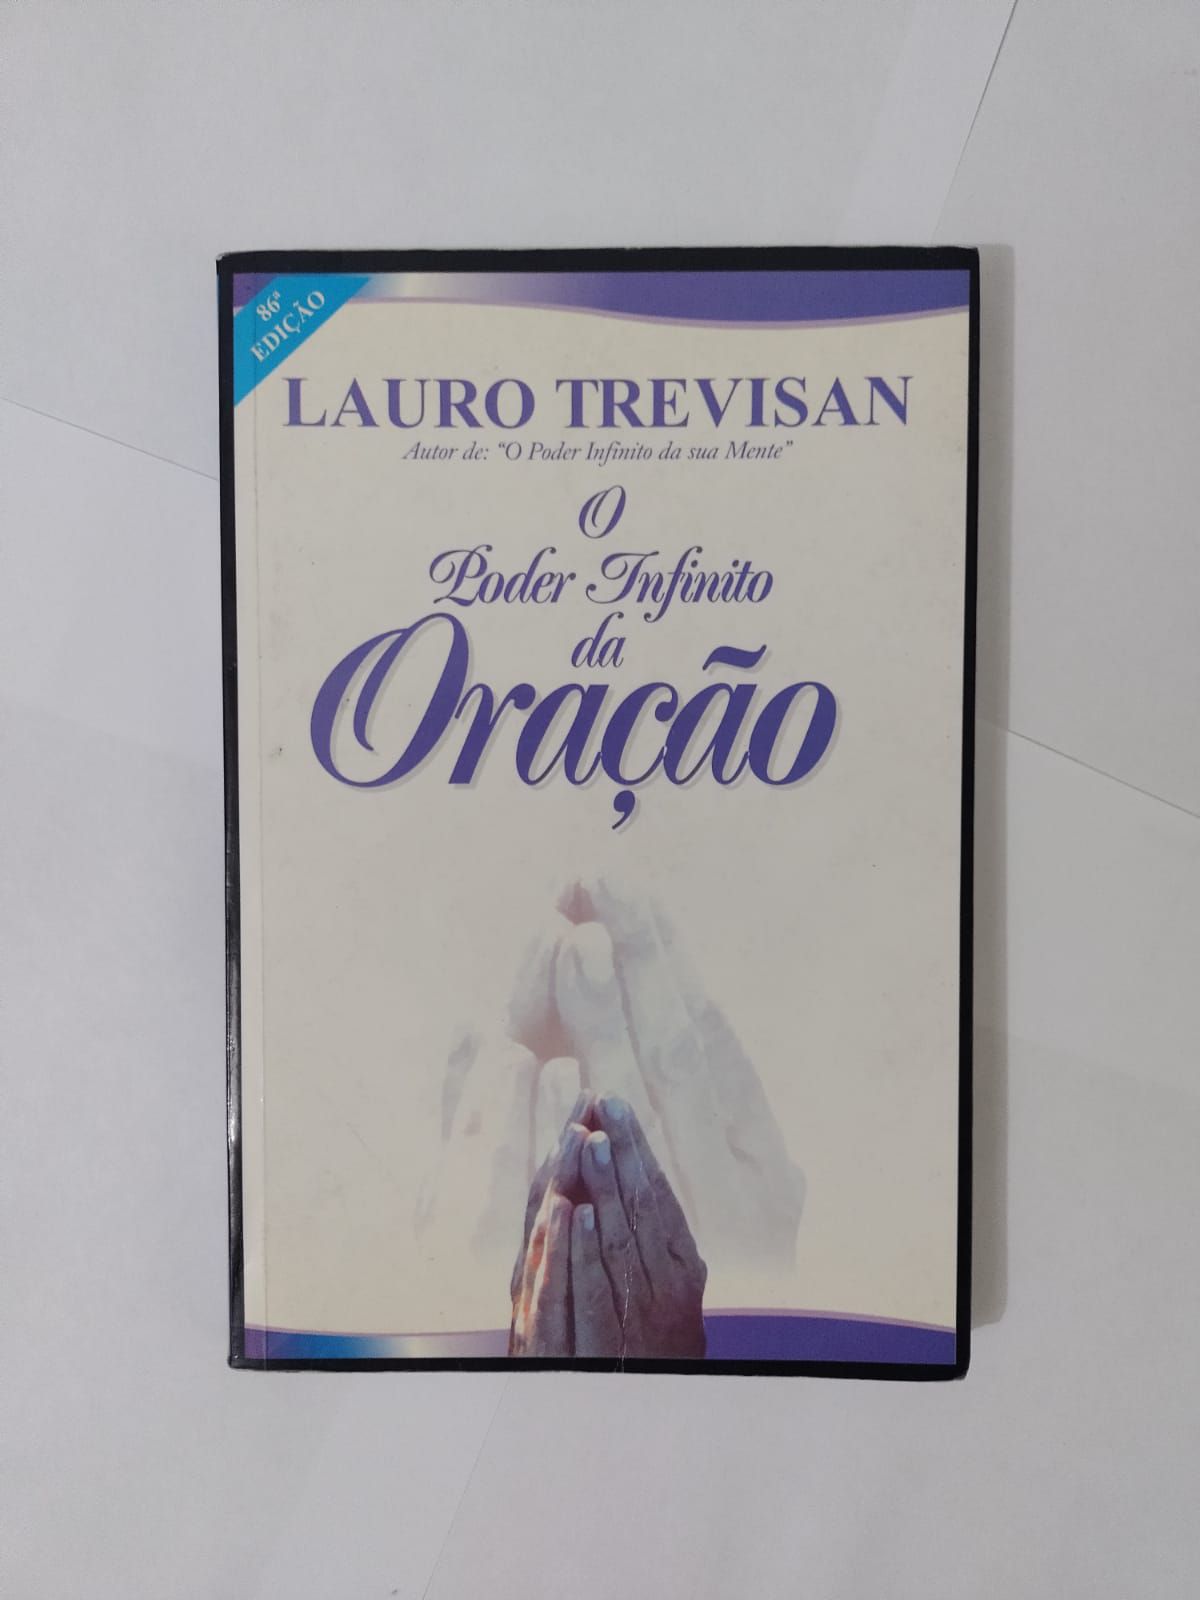 86ª
EDIÇÃO
LAURO TREVISAN
Autor de: “O Poder Infinito da sua Mente”
O
Poder Infinito
da
Oração